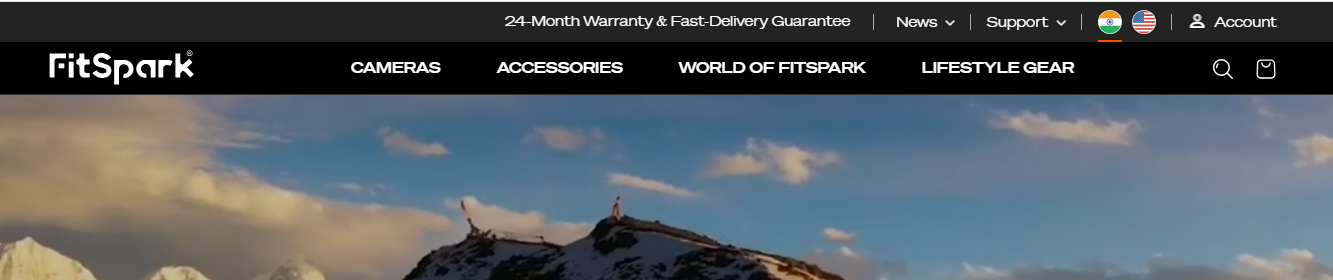 24-Month Warranty & Fast-Delivery Guarantee News Support Account
FitSpark® CAMERAS ACCESSORIES WORLD OF FITSPARK LIFESTYLE GEAR